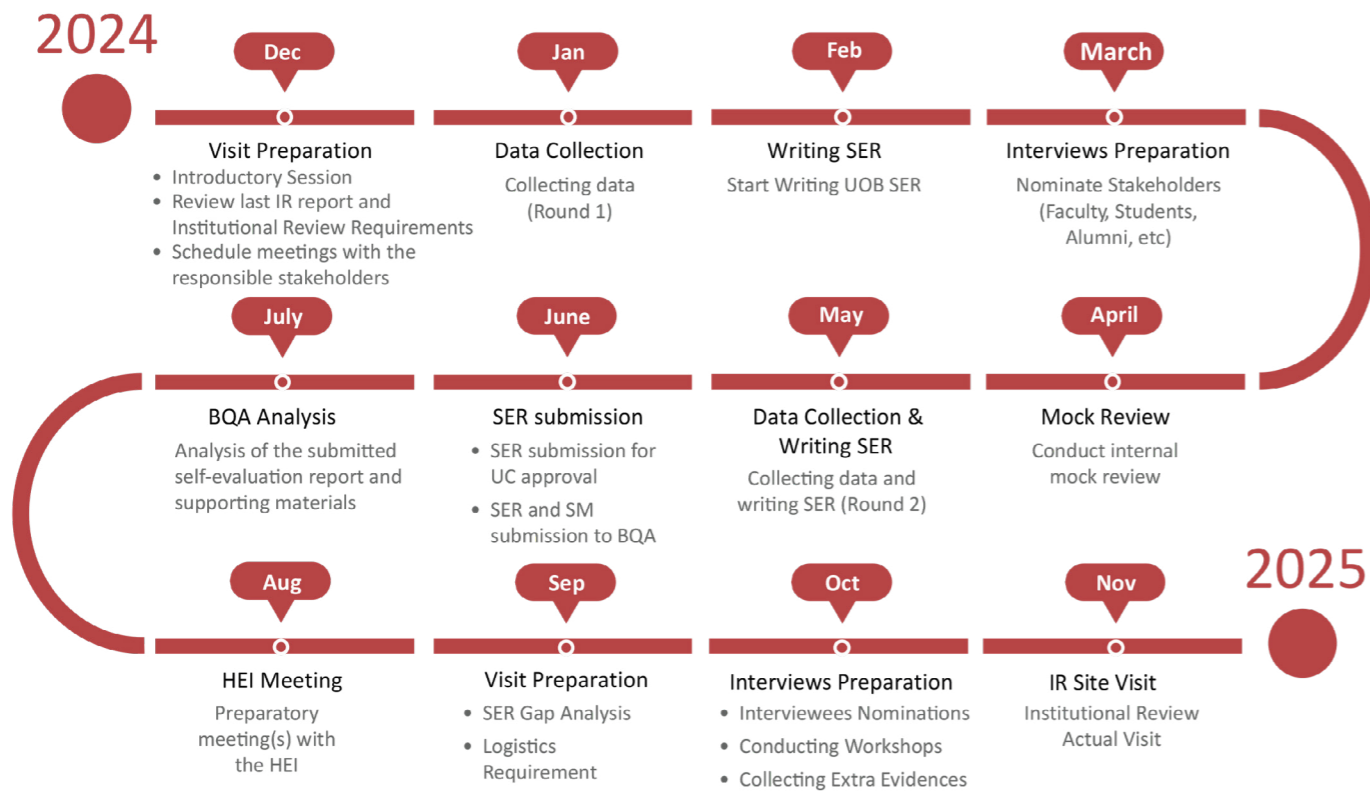 2024
Dec
Visit Preparation
• Introductory Session
• Review last IR report and
Institutional Review Requirements
• Schedule meetings with the
responsible stakeholders
Jan
Data Collection
Collecting data
(Round 1)
Feb
Writing SER
Start Writing UOB SER
March
Interviews Preparation
Nominate Stakeholders
(Faculty, Students,
Alumni, etc)
April
Mock Review
Conduct internal
mock review
May
Data Collection &
Writing SER
Collecting data and
writing SER (Round 2)
June
SER submission
• SER submission for
UC approval
• SER and SM
submission to BQA
July
BQA Analysis
Analysis of the submitted
self-evaluation report and
supporting materials
Aug
HEI Meeting
Preparatory
meeting(s) with
the HEI
Sep
Visit Preparation
• SER Gap Analysis
• Logistics
Requirement
Oct
Interviews Preparation
• Interviewees Nominations
• Conducting Workshops
• Collecting Extra Evidences
Nov
IR Site Visit
Institutional Review
Actual Visit
2025